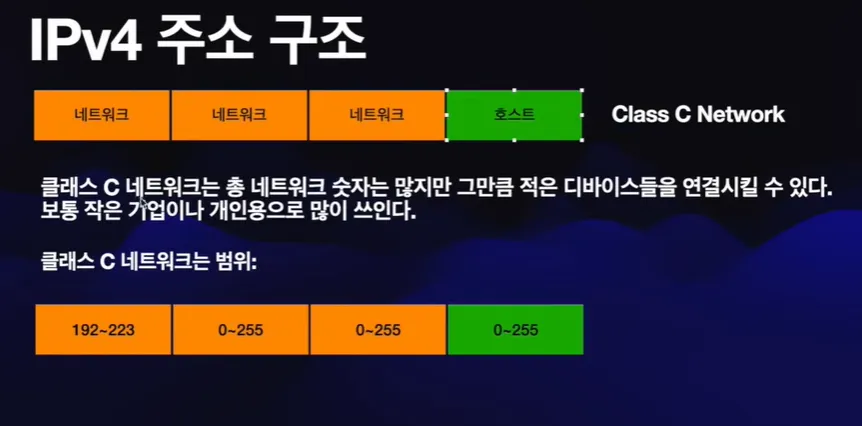 IPv4 주소 구조
네트워크 네트워크 네트워크 호스트 Class C Network
클래스 C 네트워크는 총 네트워크 숫자는 많지만 그만큼 적은 디바이스들을 연결시킬 수 있다.
보통 작은 기업이나 개인용으로 많이 쓰인다.
클래스 C 네트워크는 범위:
192~223 0~255 0~255 0~255